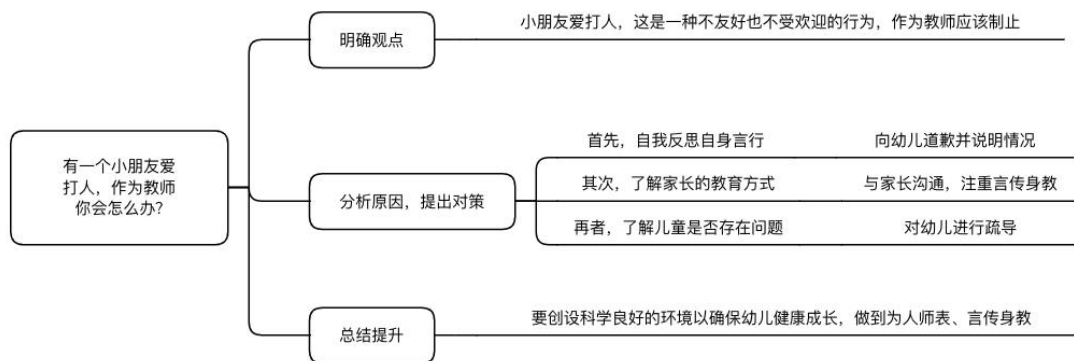 有一个小朋友爱
打人，作为教师
你会怎么办?
明确观点
小朋友爱打人，这是一种不友好也不受欢迎的行为，作为教师应该制止
分析原因，提出对策
首先，自我反思自身言行
向幼儿道歉并说明情况
其次，了解家长的教育方式
与家长沟通，注重言传身教
再者，了解儿童是否存在问题
对幼儿进行疏导
总结提升
要创设科学良好的环境以确保幼儿健康成长，做到为人师表、言传身教